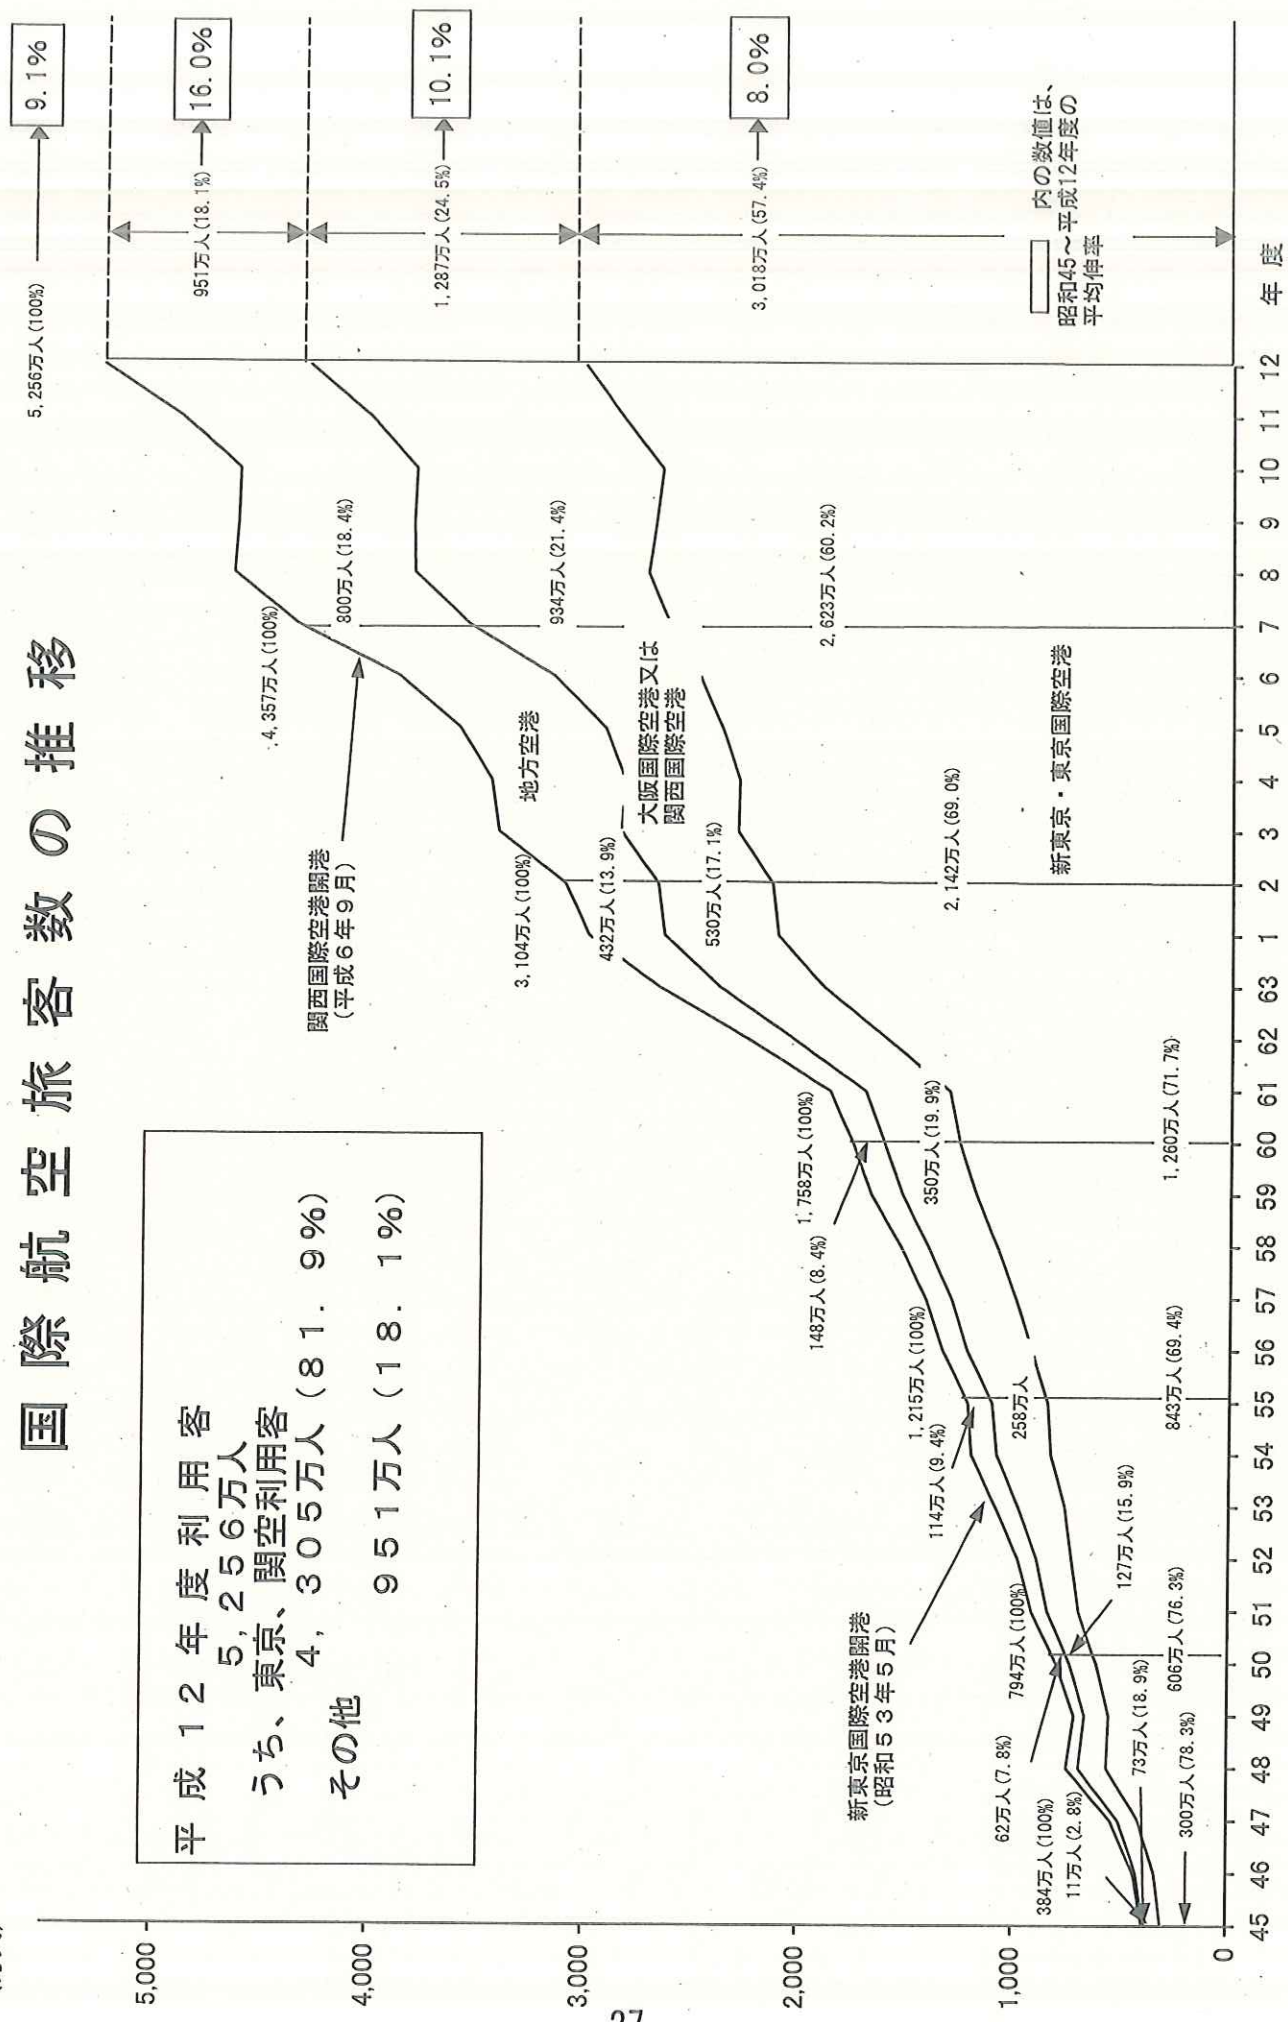 国際航空旅客数の推移
平成12年度利用客
5,256万人
うち、東京、関空利用客
4,305万人(81.9%)
その他
951万人(18.1%)
5,256万人(100%)
9.1%
951万人(18.1%)
16.0%
1,287万人(24.5%)
10.1%
3,018万人(57.4%)
8.0%
内の数値は、
昭和45～平成12年度の
平均伸率
関西国際空港開港
(平成6年9月)
4,357万人(100%)
800万人(18.4%)
934万人(21.4%)
2,623万人(60.2%)
地方空港
大阪国際空港又は
関西国際空港
新東京・東京国際空港
3,104万人(100%)
432万人(13.9%)
530万人(17.1%)
2,142万人(69.0%)
1,758万人(100%)
148万人(8.4%)
350万人(19.9%)
1,260万人(71.7%)
1,215万人(100%)
114万人(9.4%)
258万人
843万人(69.4%)
新東京国際空港開港
(昭和53年5月)
794万人(100%)
62万人(7.8%)
127万人(15.9%)
606万人(76.3%)
384万人(100%)
11万人(2.8%)
73万人(18.9%)
300万人(78.3%)
5,000
4,000
3,000
2,000
1,000
0
45 46 47 48 49 50 51 52 53 54 55 56 57 58 59 60 61 62 63 1 2 3 4 5 6 7 8 9 10 11 12 年度